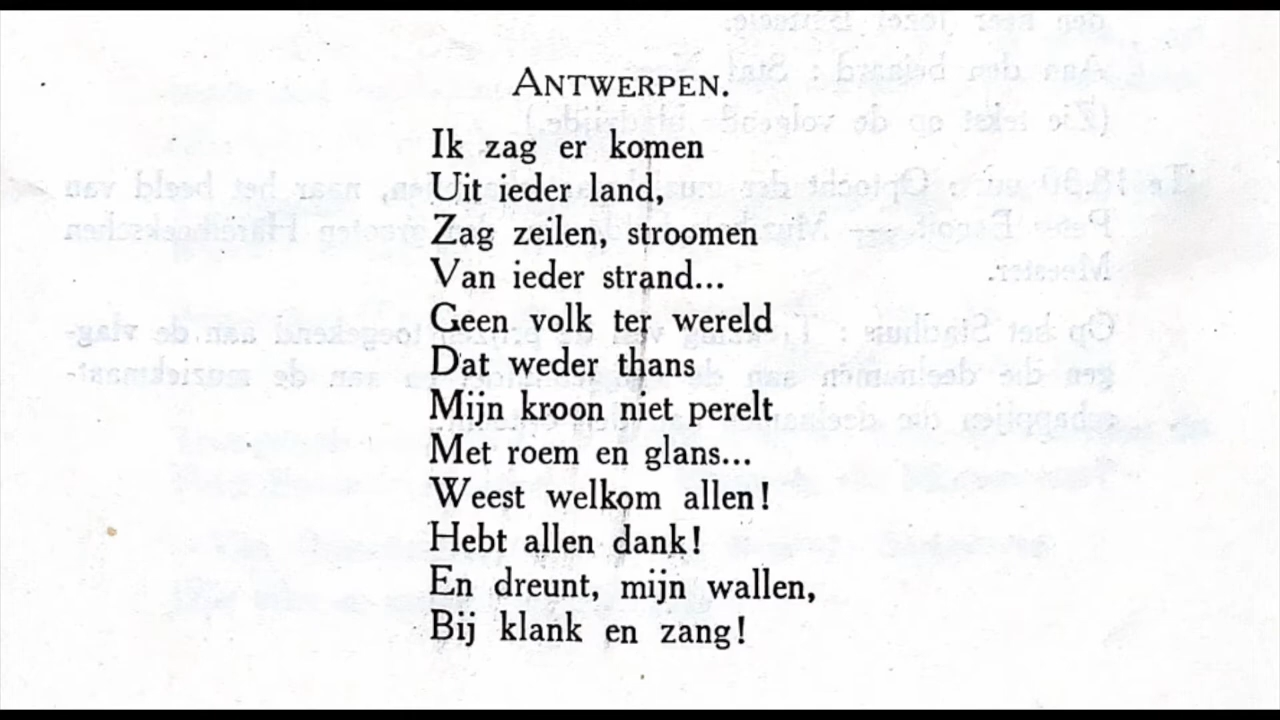 ANTWERPEN.
Ik zag er komen
Uit ieder land,
Zag zeilen, stroomen
Van ieder strand...
Geen volk ter wereld
Dat weder thans
Mijn kroon niet perelt
Met roem en glans...
Weest welkom allen!
Hebt allen dank!
En dreunt, mijn wallen,
Bij klank en zang!